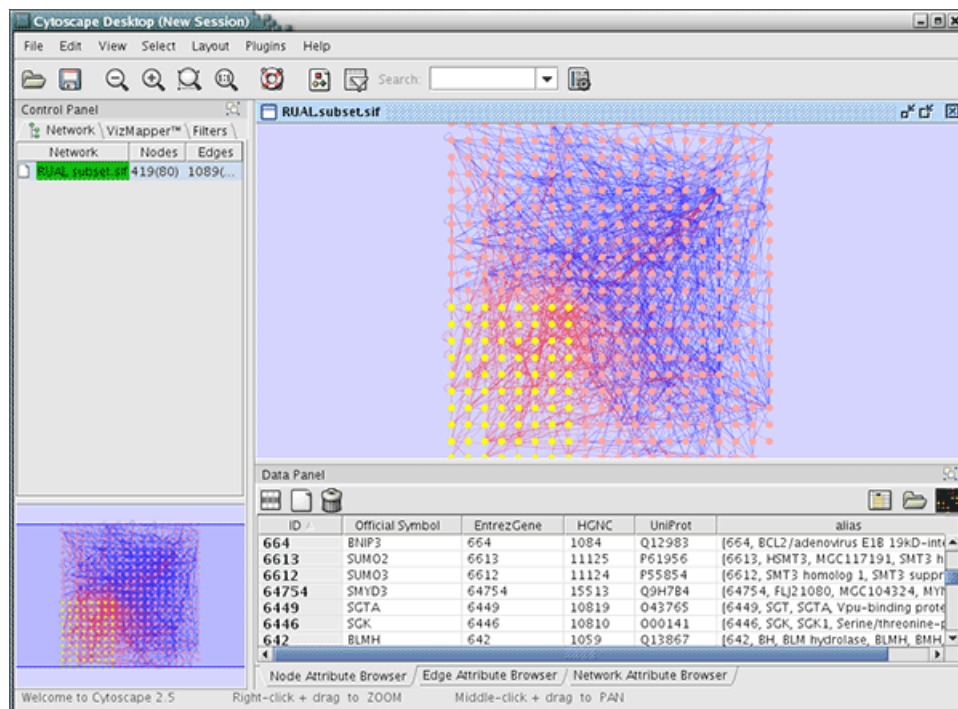 Cytoscape Desktop (New Session)
File Edit View Select Layout Plugins Help
Search:
Control Panel
Network VizMapper™ Filters
Network Nodes Edges
RUAL.subset.sif 419(80) 1089(...
RUAL.subset.sif
Data Panel
ID Official Symbol EntrezGene HGNC UniProt alias
664 BNIP3 664 1084 Q12983 [664, BCL2/adenovirus E1B 19kD-inte
6613 SUMO2 6613 11125 P61956 [6613, HSMT3, MGC117191, SMT3 h
6612 SUMO3 6612 11124 P55854 [6612, SMT3 homolog 1, SMT3 suppr
64754 SMYD3 64754 15513 Q9H7B4 [64754, FLJ21080, MGC104324, MYN
6449 SGTA 6449 10819 O43765 [6449, SGT, SGTA, Vpu-binding prote
6446 SGK 6446 10810 O00141 [6446, SGK, SGK1, Serine/threonine-p
642 BLMH 642 1059 Q13867 [642, BH, BLM hydrolase, BLMH, BMH,
Node Attribute Browser Edge Attribute Browser Network Attribute Browser
Welcome to Cytoscape 2.5 Right-click + drag to ZOOM Middle-click + drag to PAN